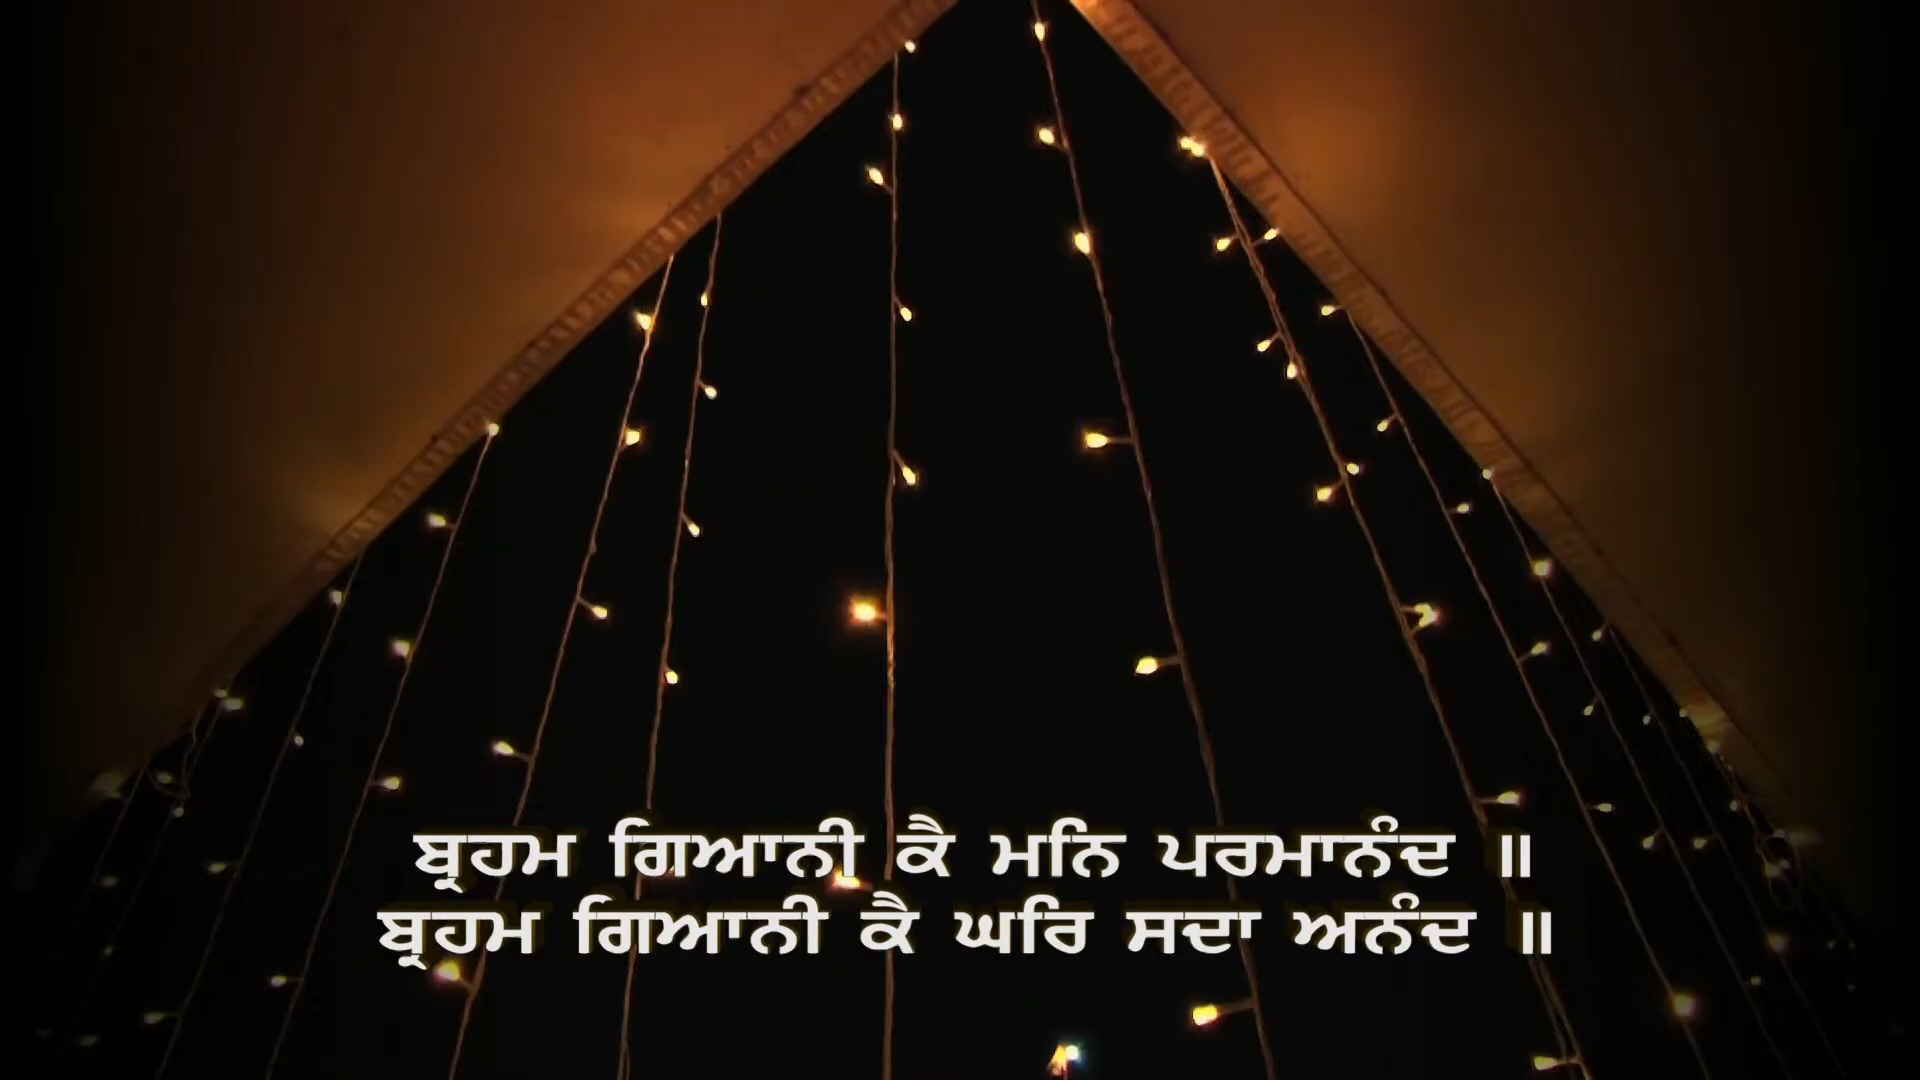 ਬ੍ਰਹਮ ਗਿਆਨੀ ਕੈ ਮਨਿ ਪਰਮਾਨੰਦ ॥
ਬ੍ਰਹਮ ਗਿਆਨੀ ਕੈ ਘਰਿ ਸਦਾ ਅਨੰਦ ॥